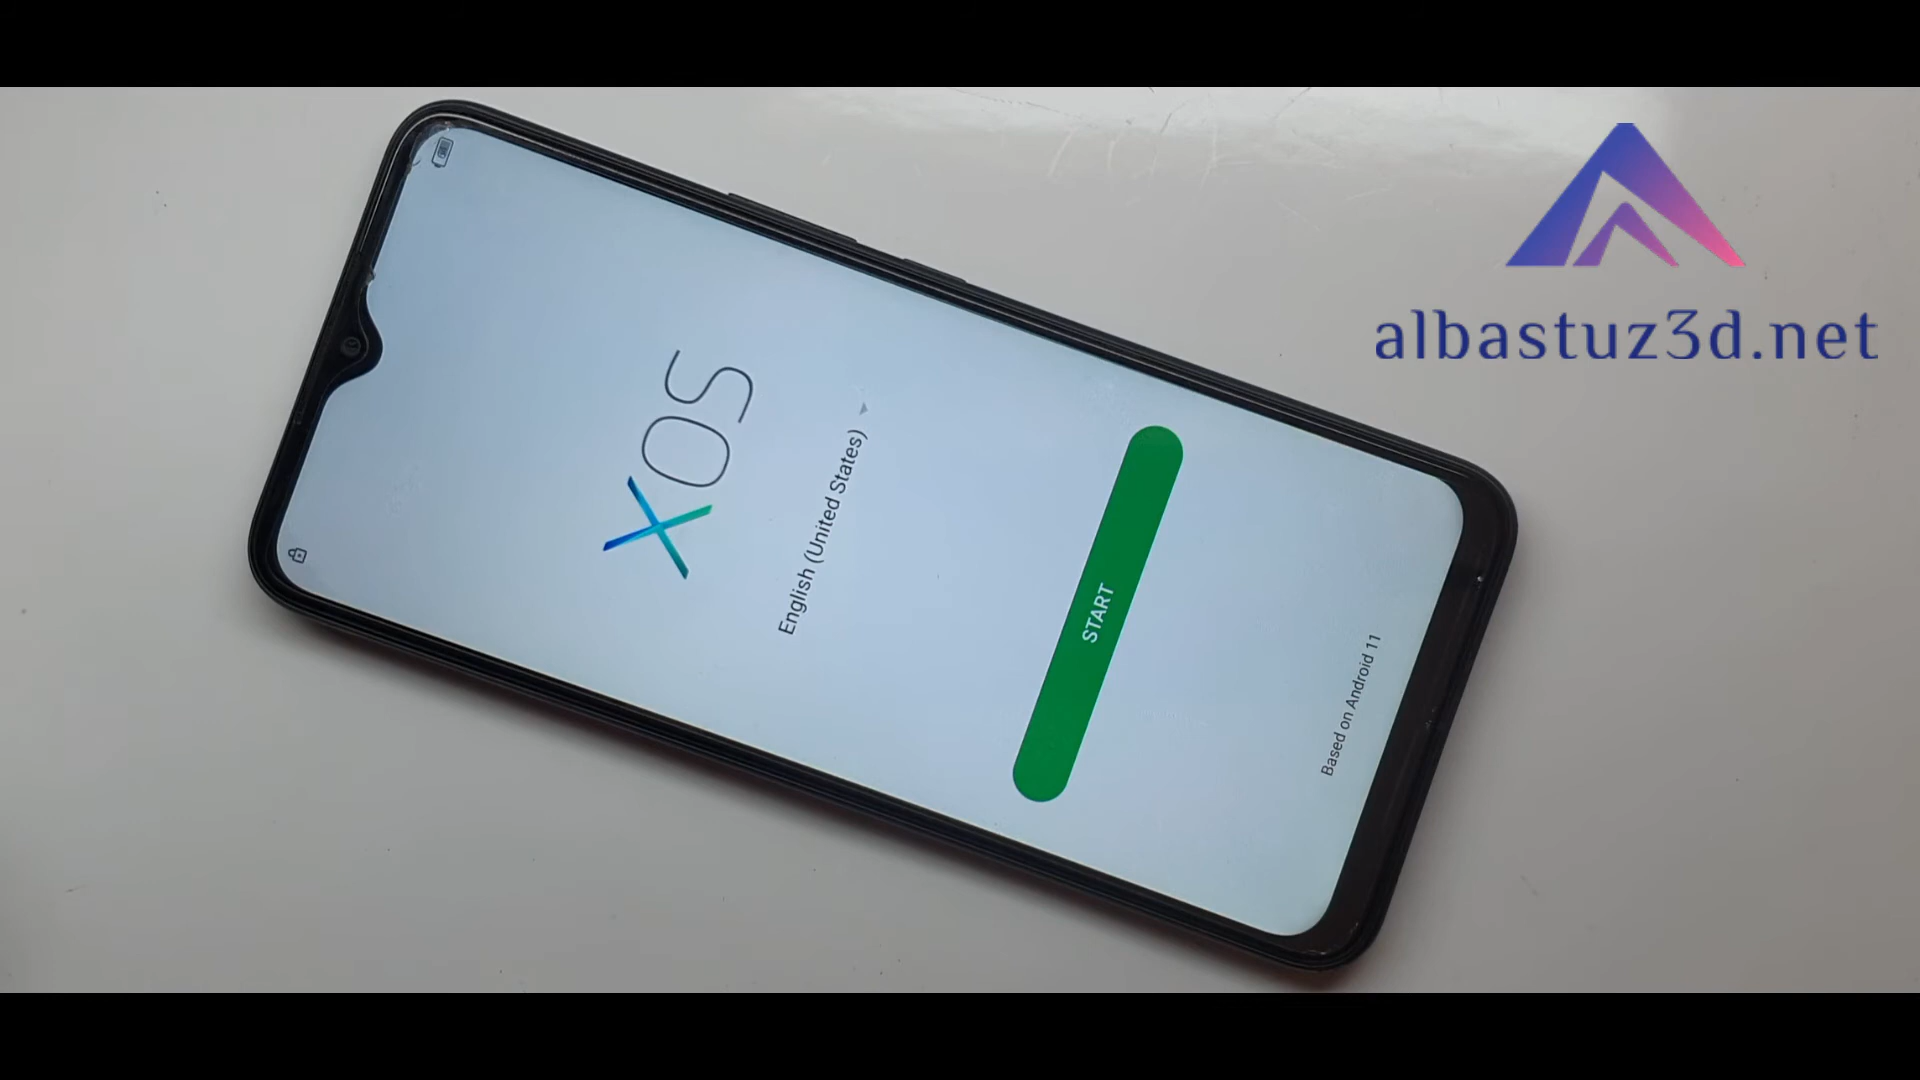 albastuz3d.net
XOS
English (United States)
START
Based on Android 11